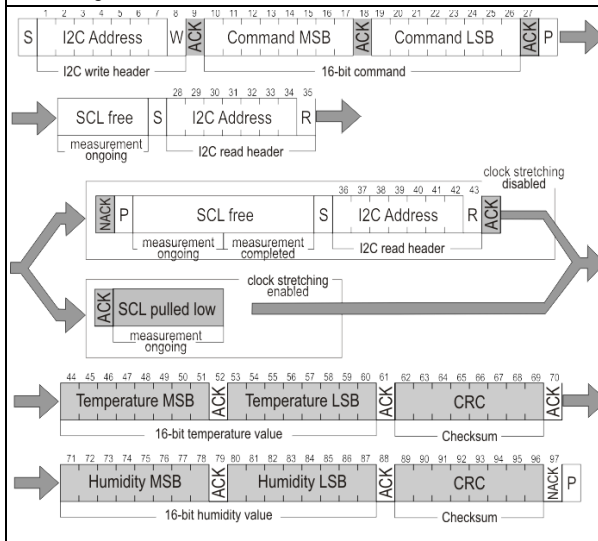 1 2 3 4 5 6 7 8 9 10 11 12 13 14 15 16 17 18 19 20 21 22 23 24 25 26 27
S I2C Address W ACK Command MSB ACK Command LSB ACK P
I2C write header 16-bit command
28 29 30 31 32 33 34 35
SCL free S I2C Address R
measurement ongoing I2C read header
clock stretching
disabled
36 37 38 39 40 41 42 43
NACK P SCL free S I2C Address R ACK
measurement measurement I2C read header
ongoing completed
clock stretching
enabled
ACK SCL pulled low
measurement
ongoing
44 45 46 47 48 49 50 51 52 53 54 55 56 57 58 59 60 61 62 63 64 65 66 67 68 69 70
Temperature MSB ACK Temperature LSB ACK CRC ACK
16-bit temperature value Checksum
71 72 73 74 75 76 77 78 79 80 81 82 83 84 85 86 87 88 89 90 91 92 93 94 95 96 97
Humidity MSB ACK Humidity LSB ACK CRC NACK P
16-bit humidity value Checksum